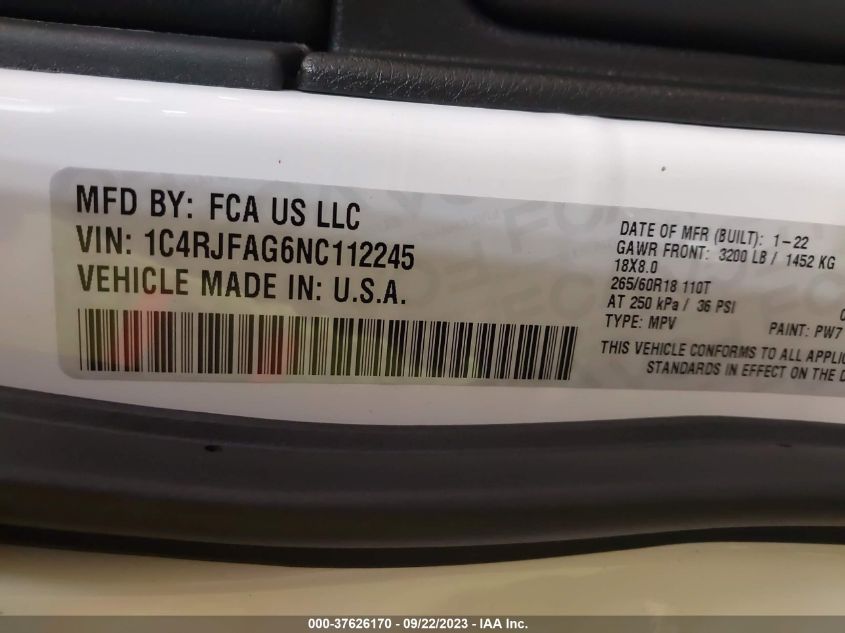 MFD BY: FCA US LLC
VIN: 1C4RJFAG6NC112245
VEHICLE MADE IN: U.S.A.
DATE OF MFR (BUILT): 1-22
GAWR FRONT: 3200 LB / 1452 KG
18X8.0
265/60R18 110T
AT 250 kPa / 36 PSI
TYPE: MPV
PAINT: PW7
THIS VEHICLE CONFORMS TO ALL APPLIC
STANDARDS IN EFFECT ON THE D
000-37626170 - 09/22/2023 - IAA Inc.